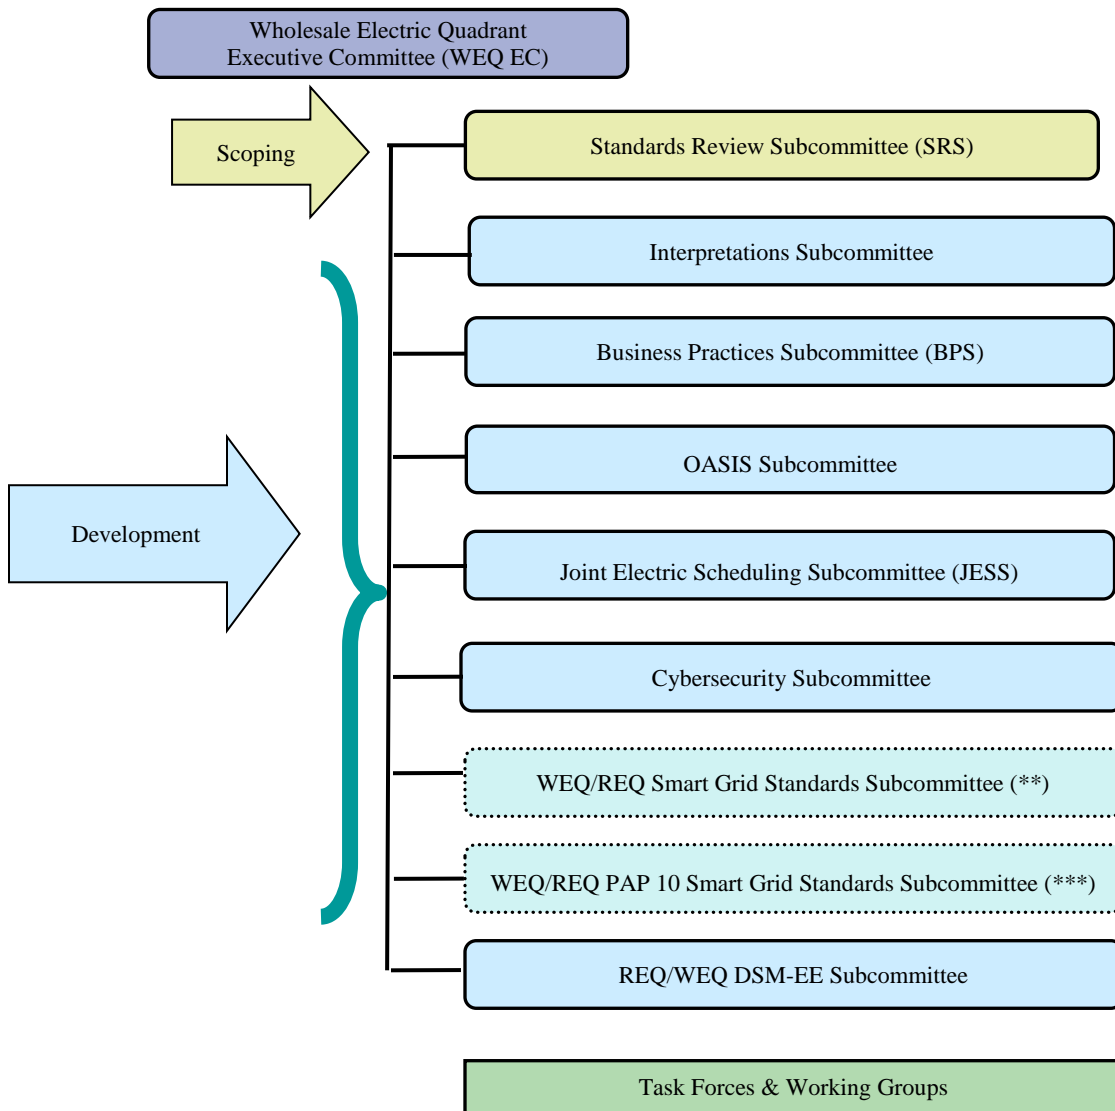 Wholesale Electric Quadrant
Executive Committee (WEQ EC)
Scoping
Standards Review Subcommittee (SRS)
Interpretations Subcommittee
Business Practices Subcommittee (BPS)
OASIS Subcommittee
Development
Joint Electric Scheduling Subcommittee (JESS)
Cybersecurity Subcommittee
WEQ/REQ Smart Grid Standards Subcommittee (**)
WEQ/REQ PAP 10 Smart Grid Standards Subcommittee (***)
REQ/WEQ DSM-EE Subcommittee
Task Forces & Working Groups